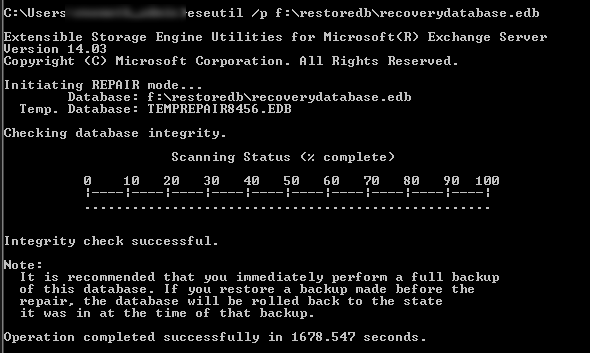 C:\Users eseutil /p f:\restoredb\recoverydatabase.edb
Extensible Storage Engine Utilities for Microsoft(R) Exchange Server
Version 14.03
Copyright (C) Microsoft Corporation. All Rights Reserved.
Initiating REPAIR mode...
Database: f:\restoredb\recoverydatabase.edb
Temp. Database: TEMPREPAIR8456.EDB
Checking database integrity.
Scanning Status (% complete)
0 10 20 30 40 50 60 70 80 90 100
|----|----|----|----|----|----|----|----|----|----|
...................................................
Integrity check successful.
Note:
It is recommended that you immediately perform a full backup
of this database. If you restore a backup made before the
repair, the database will be rolled back to the state
it was in at the time of that backup.
Operation completed successfully in 1678.547 seconds.